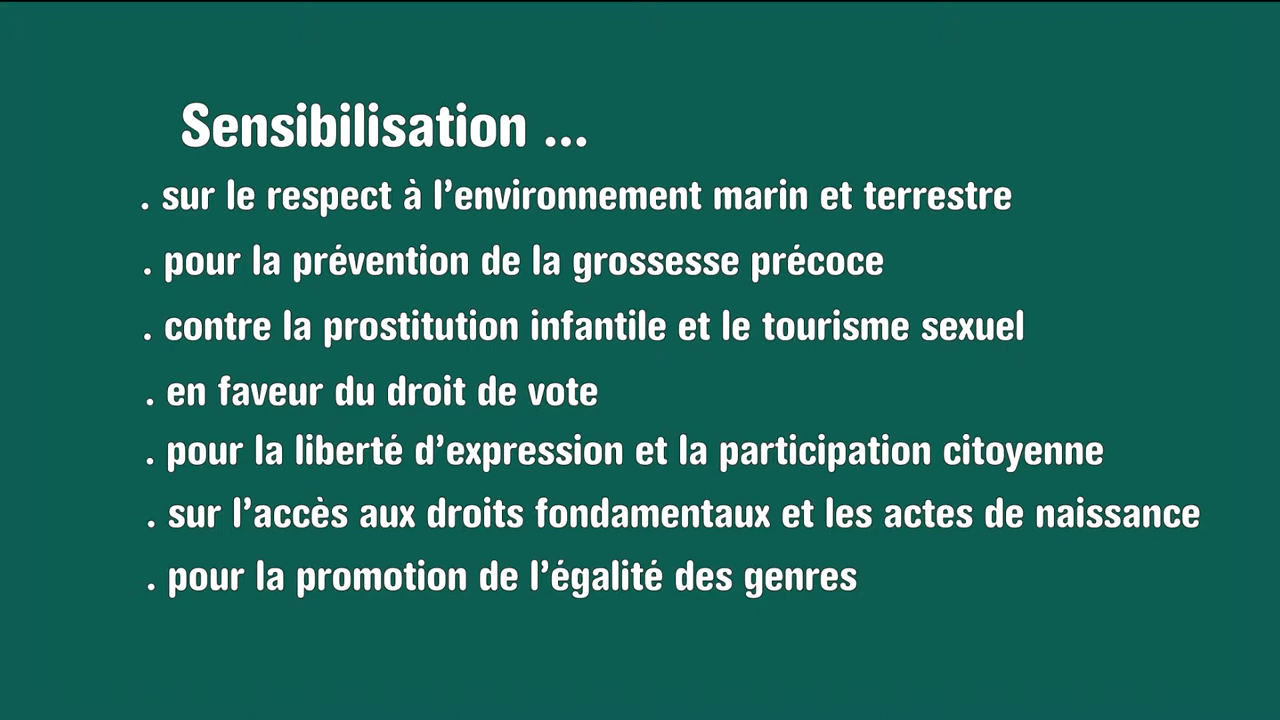 Sensibilisation ...
. sur le respect à l’environnement marin et terrestre
. pour la prévention de la grossesse précoce
. contre la prostitution infantile et le tourisme sexuel
. en faveur du droit de vote
. pour la liberté d’expression et la participation citoyenne
. sur l’accès aux droits fondamentaux et les actes de naissance
. pour la promotion de l’égalité des genres